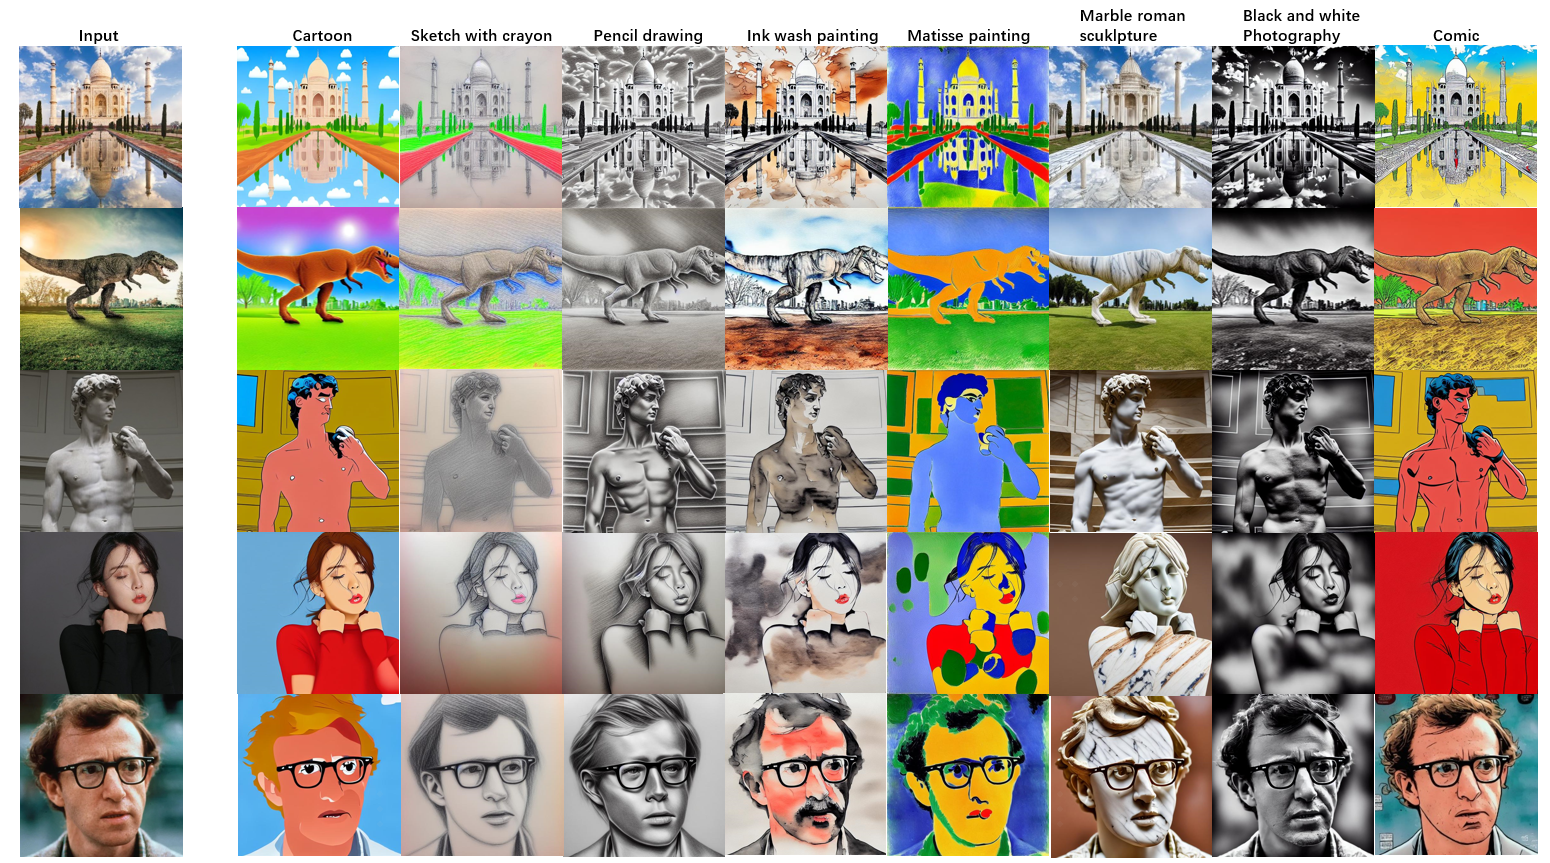 Input
Cartoon
Sketch with crayon
Pencil drawing
Ink wash painting
Matisse painting
Marble roman
scuklpture
Black and white
Photography
Comic